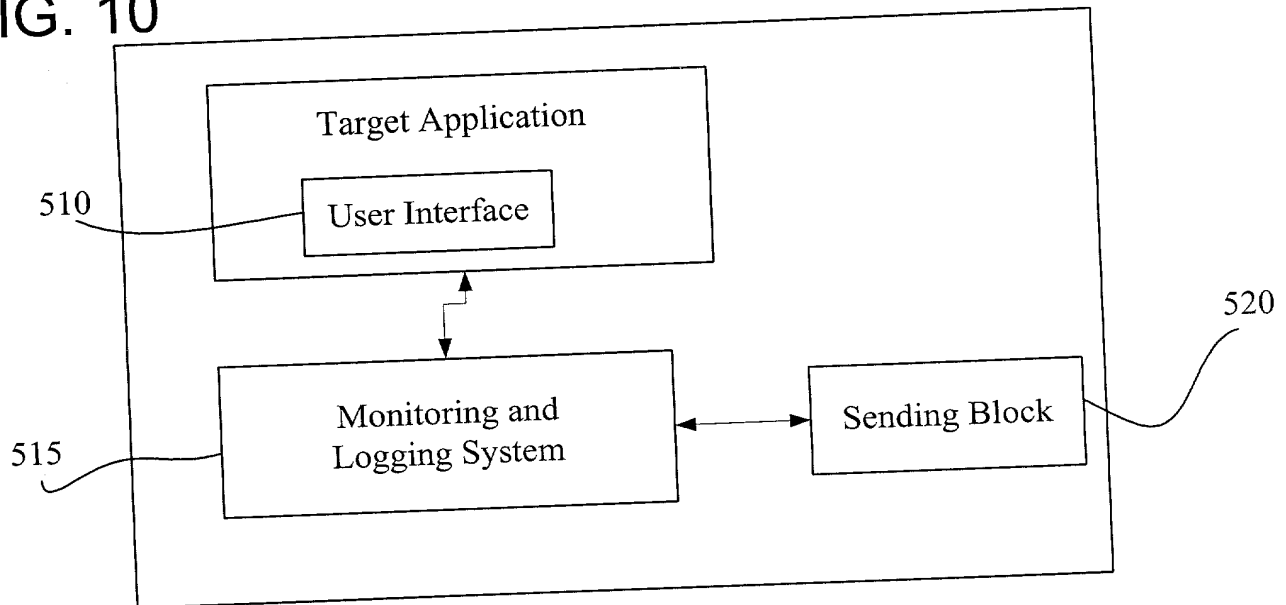 IG. 10
Target Application
510
User Interface
520
Monitoring and
Logging System
Sending Block
515